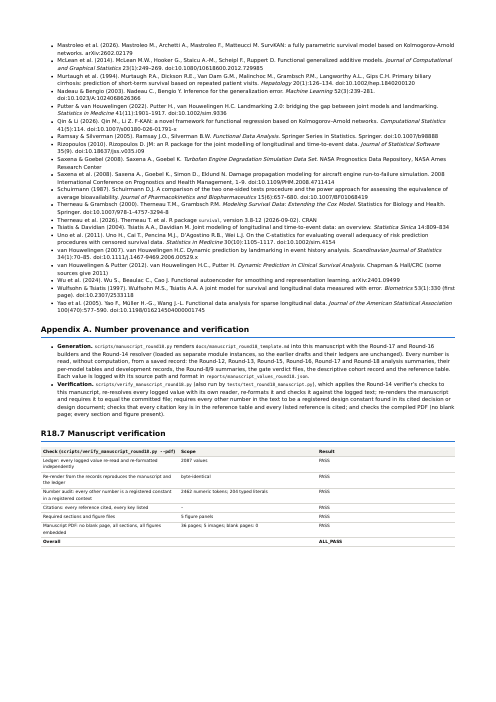 • Mastroleo et al. (2026). Mastroleo M., Archetti A., Mastroleo F., Matteucci M. SurvKAN: a fully parametric survival model based on Kolmogorov-Arnold
networks. arXiv:2602.02179
• McLean et al. (2014). McLean M.W., Hooker G., Staicu A.-M., Scheipl F., Ruppert D. Functional generalized additive models. Journal of Computational
and Graphical Statistics 23(1):249–269. doi:10.1080/10618600.2012.729985
• Murtaugh et al. (1994). Murtaugh P.A., Dickson E.R., Van Dam G.M., Malinchoc M., Grambsch P.M., Langworthy A.L., Gips C.H. Primary biliary
cirrhosis: prediction of short-term survival based on repeated patient visits. Hepatology 20(1):126–134. doi:10.1002/hep.1840200120
• Nadeau & Bengio (2003). Nadeau C., Bengio Y. Inference for the generalization error. Machine Learning 52(3):239–281.
doi:10.1023/A:1024068626366
• Putter & van Houwelingen (2022). Putter H., van Houwelingen H.C. Landmarking 2.0: bridging the gap between joint models and landmarking.
Statistics in Medicine 41(11):1901–1917. doi:10.1002/sim.9336
• Qin & Li (2026). Qin M., Li Z. F-KAN: a novel framework for functional regression based on Kolmogorov–Arnold networks. Computational Statistics
41(5):114. doi:10.1007/s00180-026-01791-x
• Ramsay & Silverman (2005). Ramsay J.O., Silverman B.W. Functional Data Analysis. Springer Series in Statistics. Springer. doi:10.1007/b98888
• Rizopoulos (2010). Rizopoulos D. JM: an R package for the joint modelling of longitudinal and time-to-event data. Journal of Statistical Software
35(9). doi:10.18637/jss.v035.i09
• Saxena & Goebel (2008). Saxena A., Goebel K. Turbofan Engine Degradation Simulation Data Set. NASA Prognostics Data Repository, NASA Ames
Research Center
• Saxena et al. (2008). Saxena A., Goebel K., Simon D., Eklund N. Damage propagation modeling for aircraft engine run-to-failure simulation. 2008
International Conference on Prognostics and Health Management, 1–9. doi:10.1109/PHM.2008.4711414
• Schuirmann (1987). Schuirmann D.J. A comparison of the two one-sided tests procedure and the power approach for assessing the equivalence of
average bioavailability. Journal of Pharmacokinetics and Biopharmaceutics 15(6):657–680. doi:10.1007/BF01068419
• Therneau & Grambsch (2000). Therneau T.M., Grambsch P.M. Modeling Survival Data: Extending the Cox Model. Statistics for Biology and Health.
Springer. doi:10.1007/978-1-4757-3294-8
• Therneau et al. (2026). Therneau T. et al. R package survival, version 3.8-12 (2026-09-02). CRAN
• Tsiatis & Davidian (2004). Tsiatis A.A., Davidian M. Joint modeling of longitudinal and time-to-event data: an overview. Statistica Sinica 14:809–834
• Uno et al. (2011). Uno H., Cai T., Pencina M.J., D'Agostino R.B., Wei L.J. On the C-statistics for evaluating overall adequacy of risk prediction
procedures with censored survival data. Statistics in Medicine 30(10):1105–1117. doi:10.1002/sim.4154
• van Houwelingen (2007). van Houwelingen H.C. Dynamic prediction by landmarking in event history analysis. Scandinavian Journal of Statistics
34(1):70–85. doi:10.1111/j.1467-9469.2006.00529.x
• van Houwelingen & Putter (2012). van Houwelingen H.C., Putter H. Dynamic Prediction in Clinical Survival Analysis. Chapman & Hall/CRC (some
sources give 2011)
• Wu et al. (2024). Wu S., Beaulac C., Cao J. Functional autoencoder for smoothing and representation learning. arXiv:2401.09499
• Wulfsohn & Tsiatis (1997). Wulfsohn M.S., Tsiatis A.A. A joint model for survival and longitudinal data measured with error. Biometrics 53(1):330 (first
page). doi:10.2307/2533118
• Yao et al. (2005). Yao F., Müller H.-G., Wang J.-L. Functional data analysis for sparse longitudinal data. Journal of the American Statistical Association
100(470):577–590. doi:10.1198/016214504000001745
Appendix A. Number provenance and verification
• Generation. scripts/manuscript_round18.py renders docs/manuscript_round18_template.md into this manuscript with the Round-17 and Round-16
builders and the Round-14 resolver (loaded as separate module instances, so the earlier drafts and their ledgers are unchanged). Every number is
read, without computation, from a saved record: the Round-12, Round-13, Round-15, Round-16, Round-17 and Round-18 analysis summaries, their
per-model tables and development records, the Round-8/9 summaries, the gate verdict files, the descriptive cohort record and the reference table.
Each value is logged with its source path and format in reports/manuscript_values_round18.json.
• Verification. scripts/verify_manuscript_round18.py (also run by tests/test_round18_manuscript.py), which applies the Round-14 verifier's checks to
this manuscript, re-resolves every logged value with its own reader, re-formats it and checks it against the logged text; re-renders the manuscript
and requires it to equal the committed file; requires every other number in the text to be a registered design constant found in its cited decision or
design document; checks that every citation key is in the reference table and every listed reference is cited; and checks the compiled PDF (no blank
page; every section and figure present).
R18.7 Manuscript verification
Check (scripts/verify_manuscript_round18.py --pdf) Scope Result
Ledger: every logged value re-read and re-formatted
independently 2087 values PASS
Re-render from the records reproduces the manuscript and
the ledger byte-identical PASS
Number audit: every other number is a registered constant
in a registered context 2462 numeric tokens; 204 typed literals PASS
Citations: every reference cited, every key listed – PASS
Required sections and figure files 5 figure panels PASS
Manuscript PDF: no blank page, all sections, all figures
embedded 36 pages; 5 images; blank pages: 0 PASS
Overall ALL_PASS